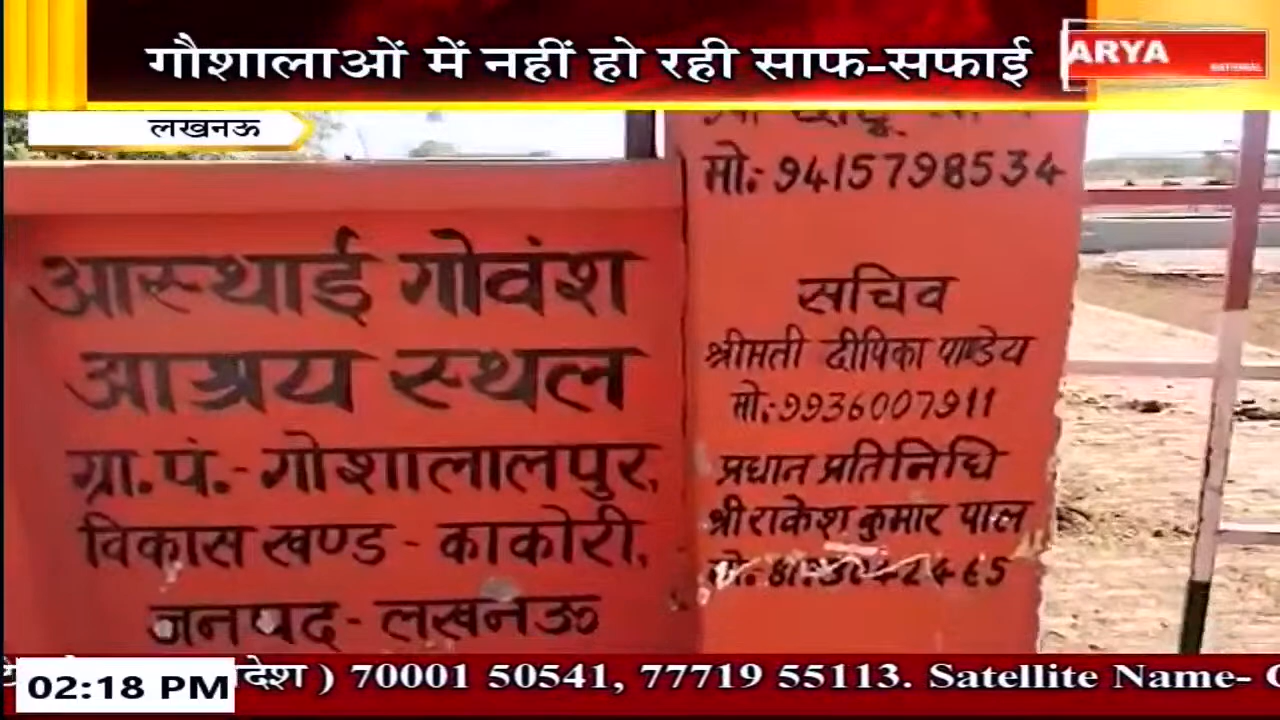 गौशालाओं में नहीं हो रही साफ-सफाई
ARYA
NATIONAL
लखनऊ
मो.- 9415798534
आस्थाई गोवंश
आश्रय स्थल
ग्रा.पं.- गोशालालपुर,
विकास खण्ड - काकोरी,
जनपद - लखनऊ
सचिव
श्रीमती दीपिका पाण्डेय
मो.- 9936007911
प्रधान प्रतिनिधि
श्री राकेश कुमार पाल
मो.-
02:18 PM
देश ) 70001 50541, 77719 55113. Satellite Name-